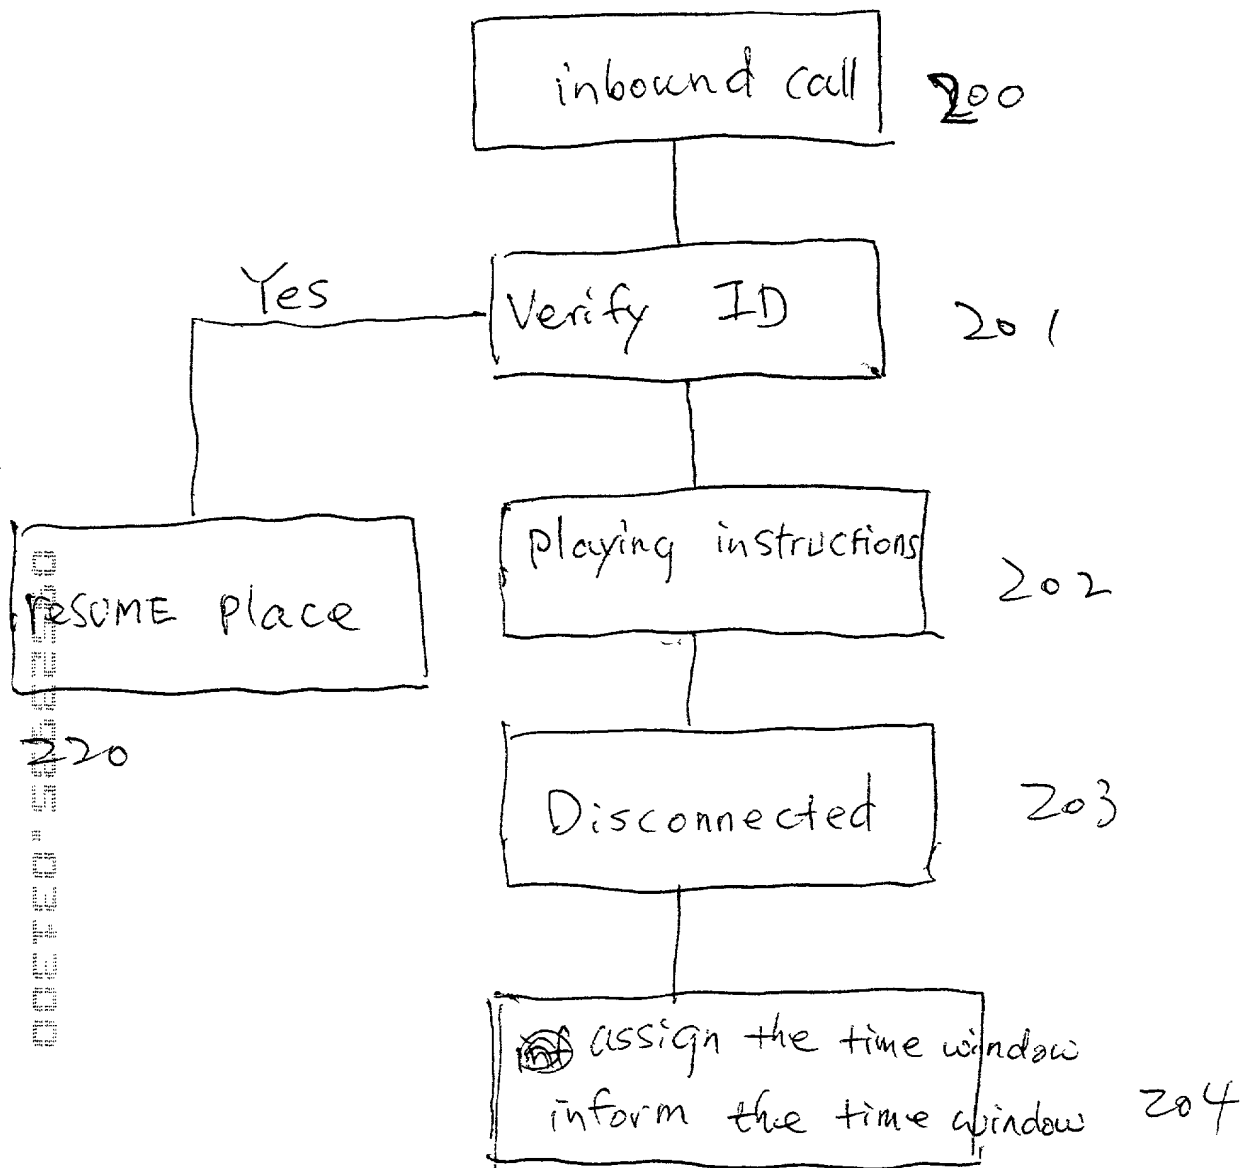 inbound call
200
Yes
Verify ID
201
playing instructions
202
resUME place
220
Disconnected
203
assign the time window
inform the time window
204